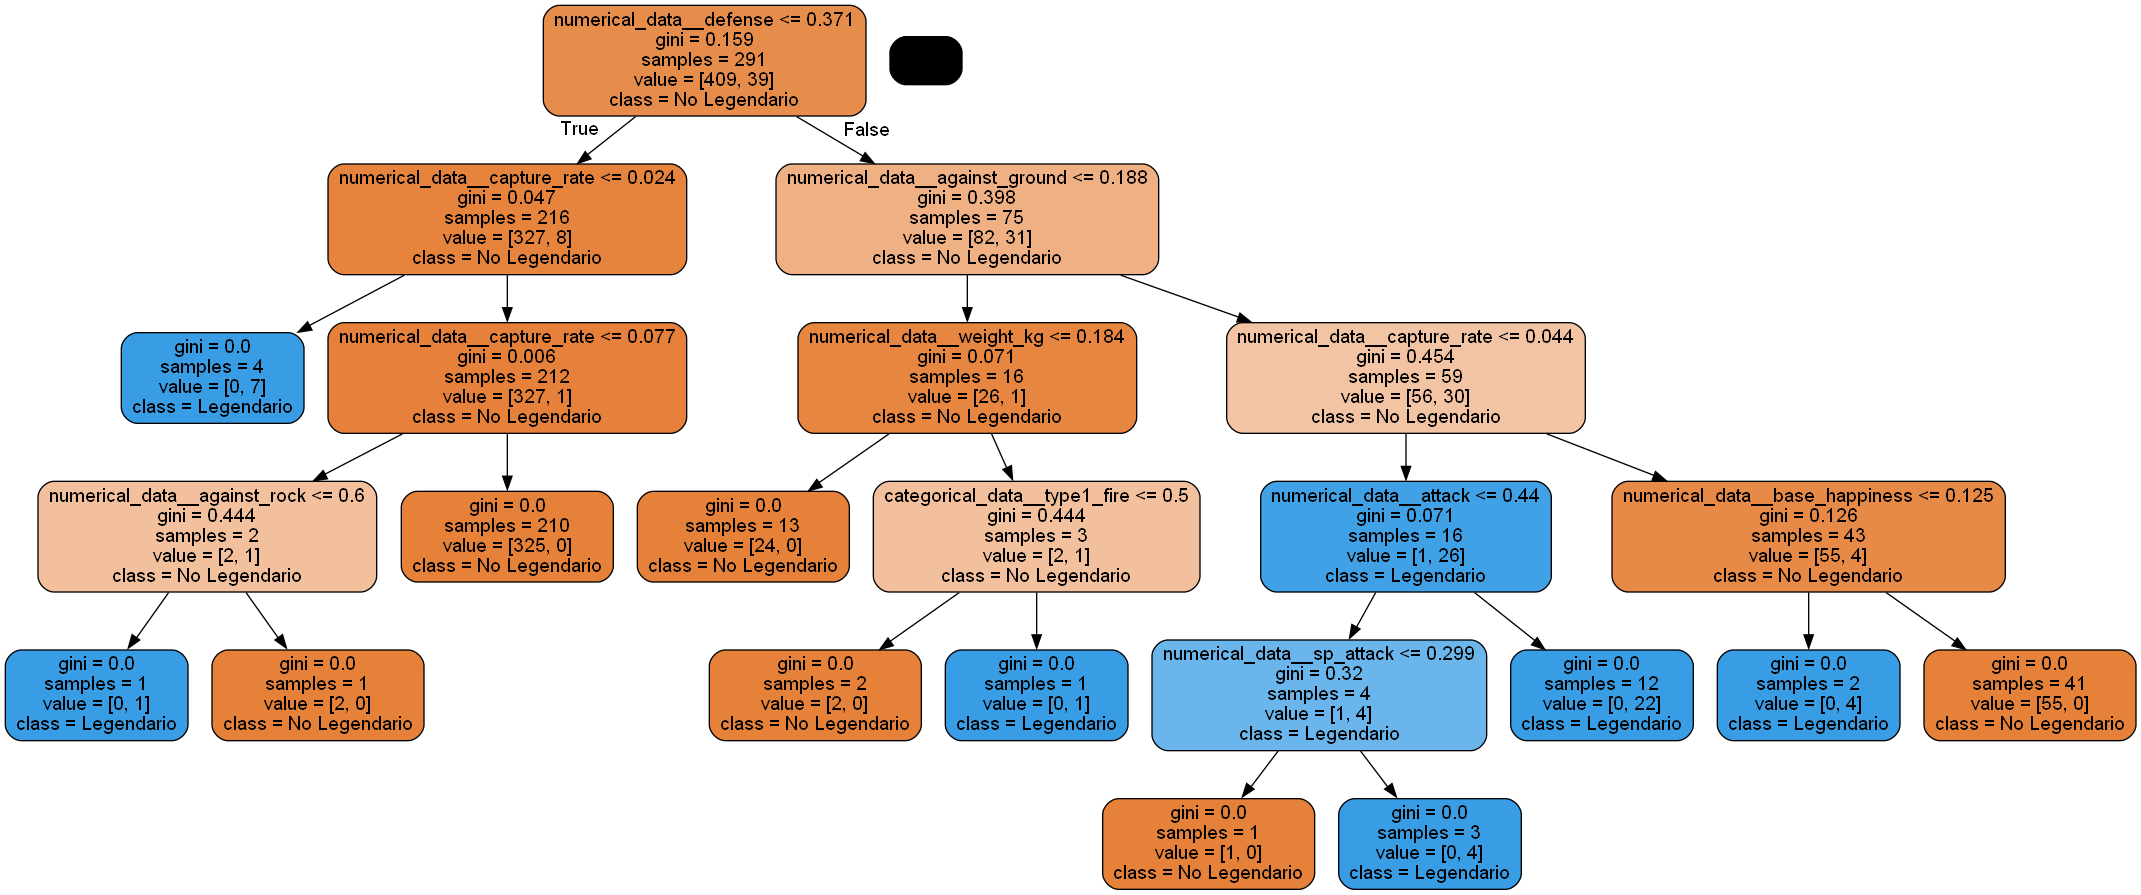 numerical_data__defense <= 0.371
gini = 0.159
samples = 291
value = [409, 39]
class = No Legendario
True
False
numerical_data__capture_rate <= 0.024
gini = 0.047
samples = 216
value = [327, 8]
class = No Legendario
numerical_data__against_ground <= 0.188
gini = 0.398
samples = 75
value = [82, 31]
class = No Legendario
gini = 0.0
samples = 4
value = [0, 7]
class = Legendario
numerical_data__capture_rate <= 0.077
gini = 0.006
samples = 212
value = [327, 1]
class = No Legendario
numerical_data__weight_kg <= 0.184
gini = 0.071
samples = 16
value = [26, 1]
class = No Legendario
numerical_data__capture_rate <= 0.044
gini = 0.454
samples = 59
value = [56, 30]
class = No Legendario
numerical_data__against_rock <= 0.6
gini = 0.444
samples = 2
value = [2, 1]
class = No Legendario
gini = 0.0
samples = 210
value = [325, 0]
class = No Legendario
gini = 0.0
samples = 13
value = [24, 0]
class = No Legendario
categorical_data__type1_fire <= 0.5
gini = 0.444
samples = 3
value = [2, 1]
class = No Legendario
numerical_data__attack <= 0.44
gini = 0.071
samples = 16
value = [1, 26]
class = Legendario
numerical_data__base_happiness <= 0.125
gini = 0.126
samples = 43
value = [55, 4]
class = No Legendario
gini = 0.0
samples = 1
value = [0, 1]
class = Legendario
gini = 0.0
samples = 1
value = [2, 0]
class = No Legendario
gini = 0.0
samples = 2
value = [2, 0]
class = No Legendario
gini = 0.0
samples = 1
value = [0, 1]
class = Legendario
numerical_data__sp_attack <= 0.299
gini = 0.32
samples = 4
value = [1, 4]
class = Legendario
gini = 0.0
samples = 12
value = [0, 22]
class = Legendario
gini = 0.0
samples = 2
value = [0, 4]
class = Legendario
gini = 0.0
samples = 41
value = [55, 0]
class = No Legendario
gini = 0.0
samples = 1
value = [1, 0]
class = No Legendario
gini = 0.0
samples = 3
value = [0, 4]
class = Legendario